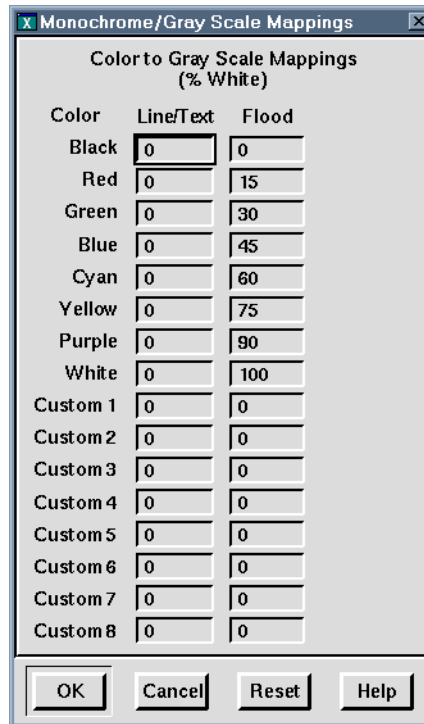 X Monochrome/Gray Scale Mappings X
Color to Gray Scale Mappings
(% White)
Color Line/Text Flood
Black 0 0
Red 0 15
Green 0 30
Blue 0 45
Cyan 0 60
Yellow 0 75
Purple 0 90
White 0 100
Custom 1 0 0
Custom 2 0 0
Custom 3 0 0
Custom 4 0 0
Custom 5 0 0
Custom 6 0 0
Custom 7 0 0
Custom 8 0 0
OK Cancel Reset Help